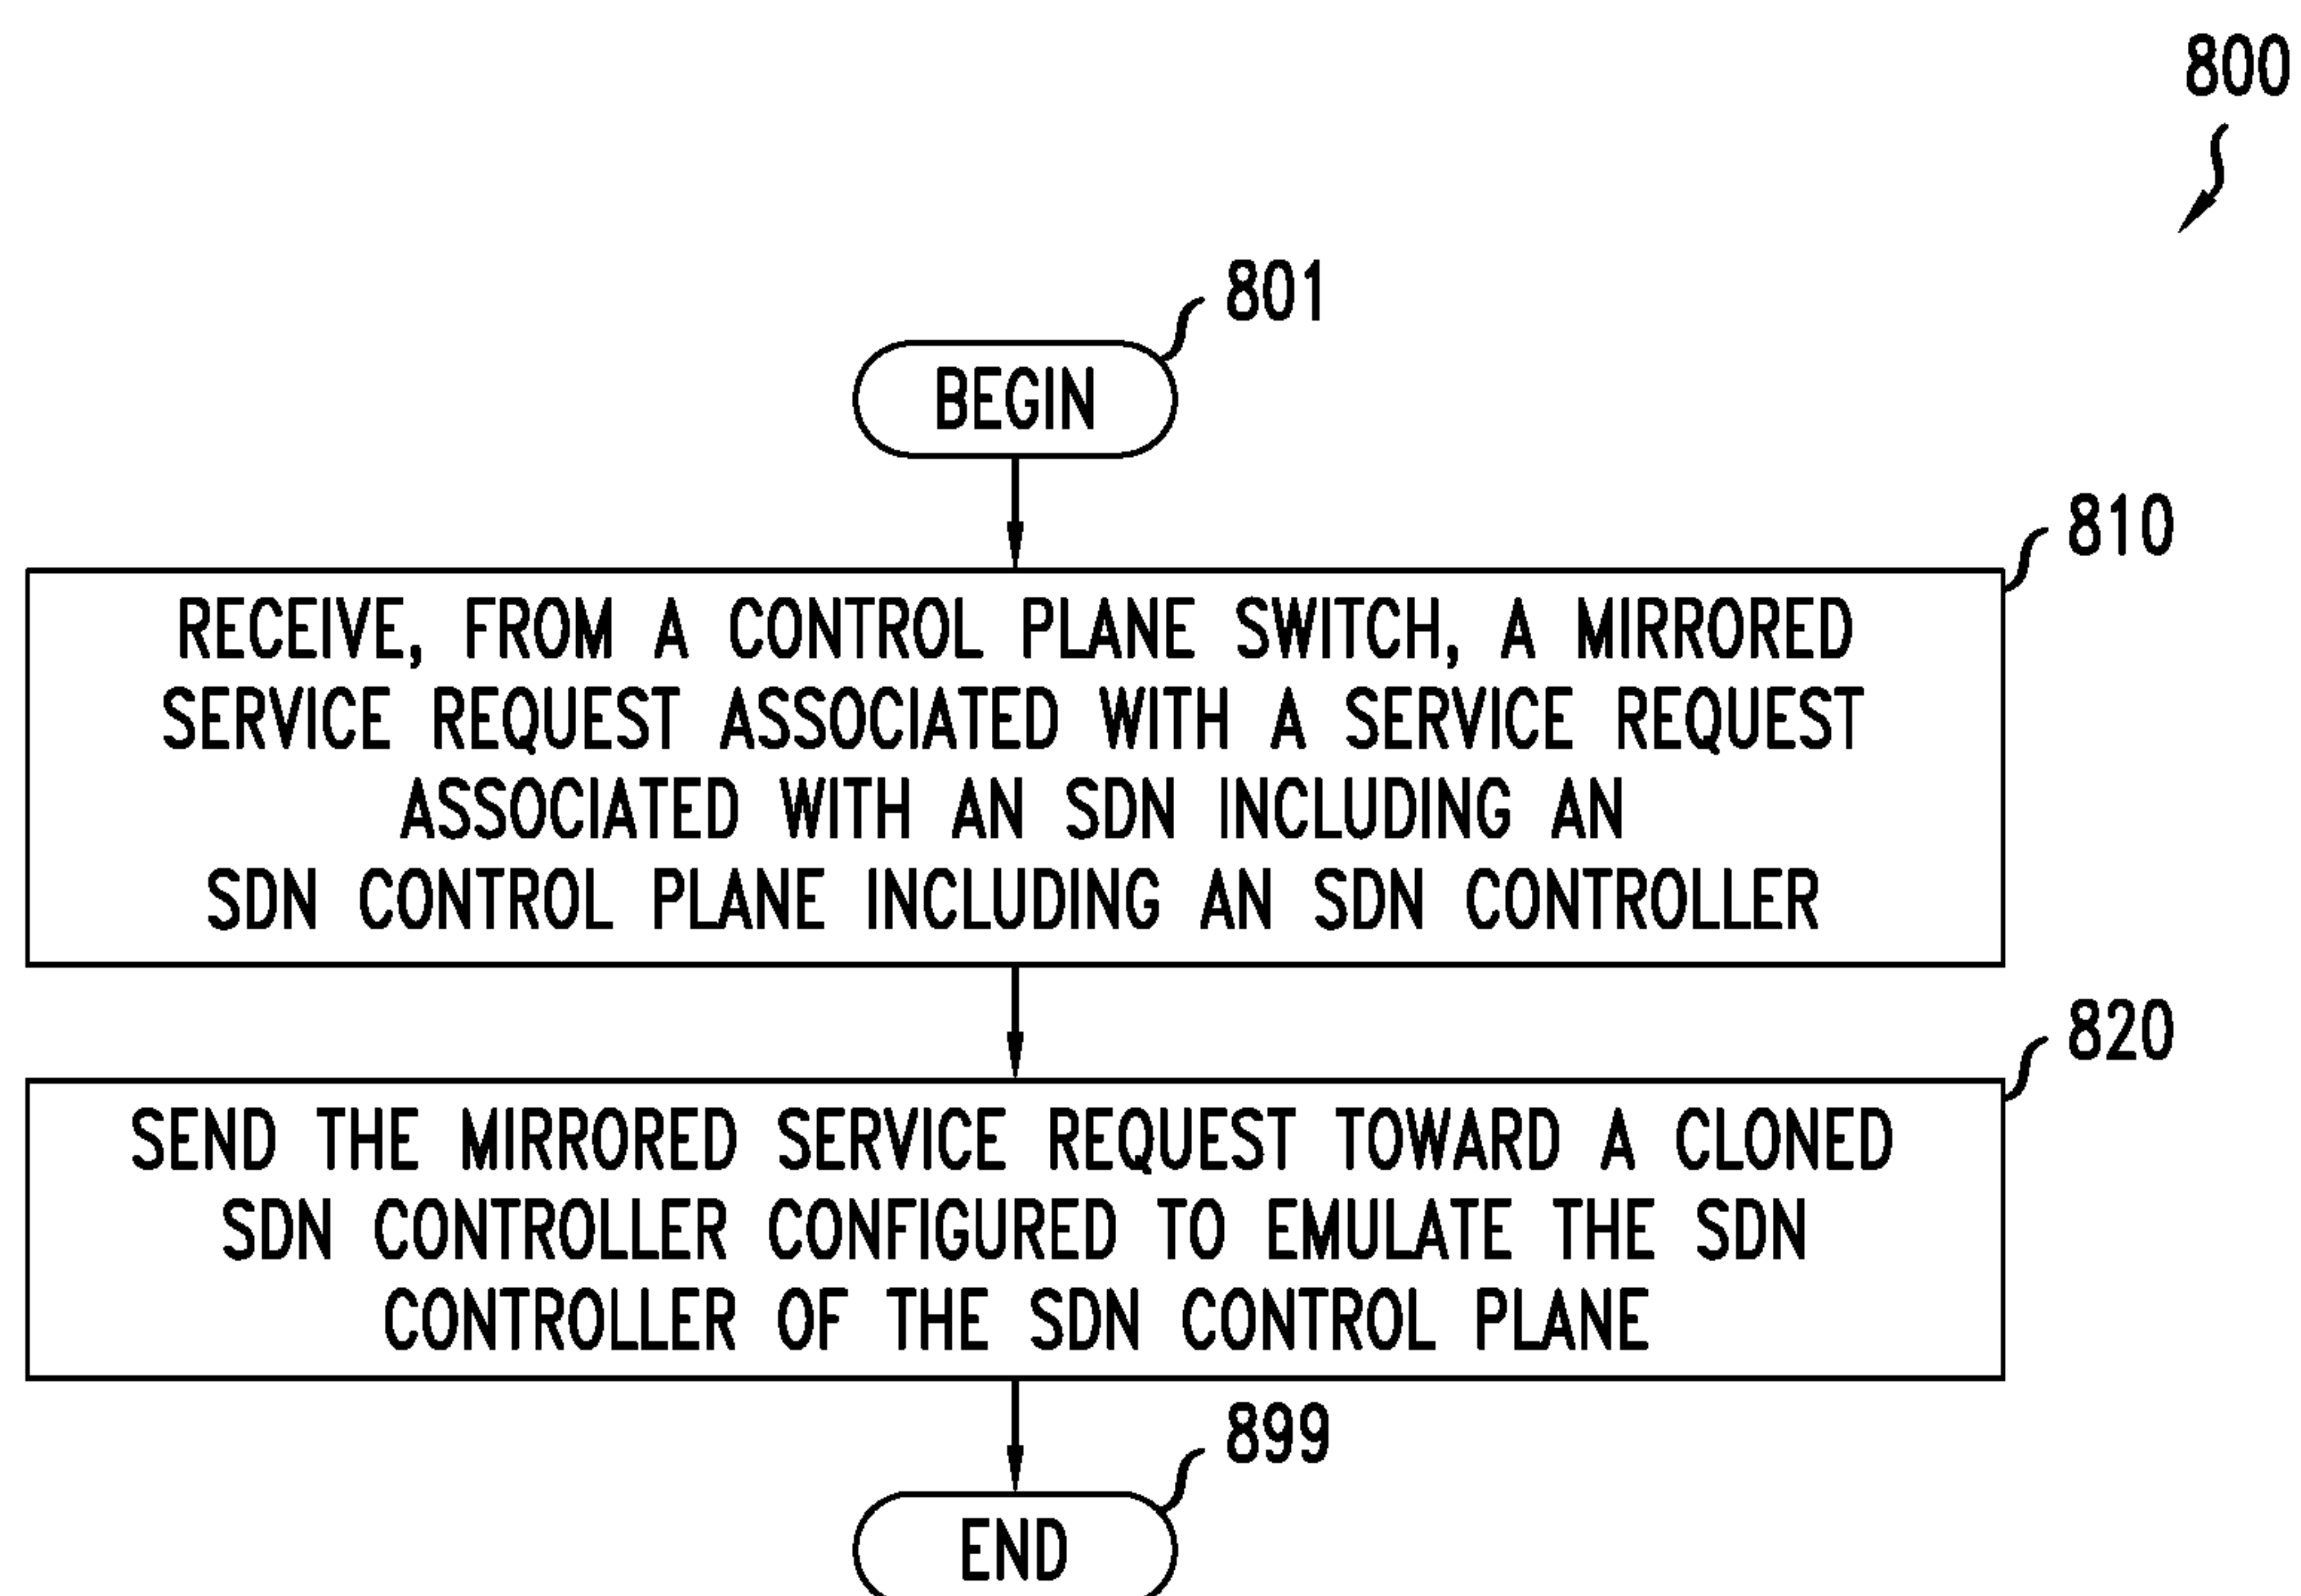 800
801
BEGIN
810
RECEIVE, FROM A CONTROL PLANE SWITCH, A MIRRORED
SERVICE REQUEST ASSOCIATED WITH A SERVICE REQUEST
ASSOCIATED WITH AN SDN INCLUDING AN
SDN CONTROL PLANE INCLUDING AN SDN CONTROLLER
820
SEND THE MIRRORED SERVICE REQUEST TOWARD A CLONED
SDN CONTROLLER CONFIGURED TO EMULATE THE SDN
CONTROLLER OF THE SDN CONTROL PLANE
899
END